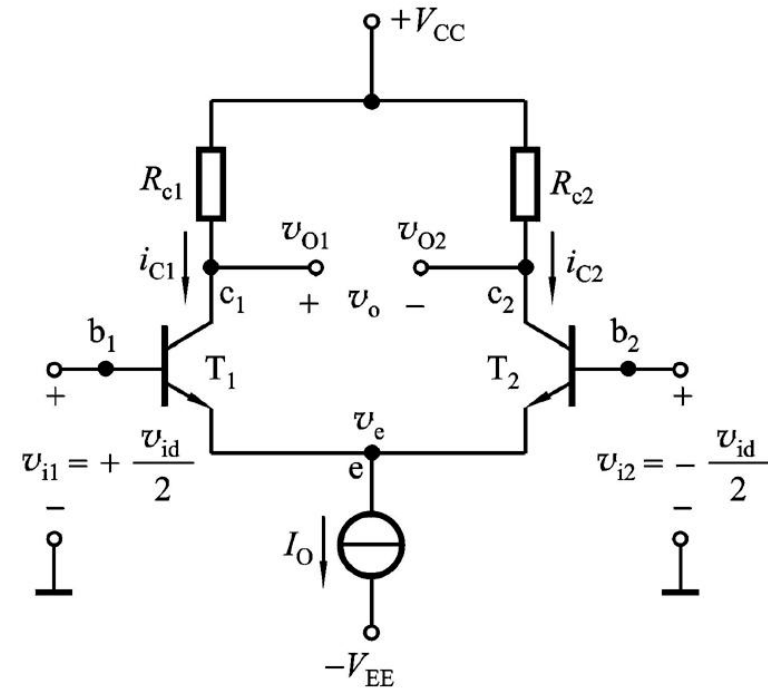 +V_CC
R_c1
R_c2
v_O1
v_O2
i_C1
i_C2
c_1
+ v_o −
c_2
b_1
b_2
T_1
T_2
+
+
v_e
v_i1 = + v_id/2
e
v_i2 = − v_id/2
−
−
I_O
−V_EE